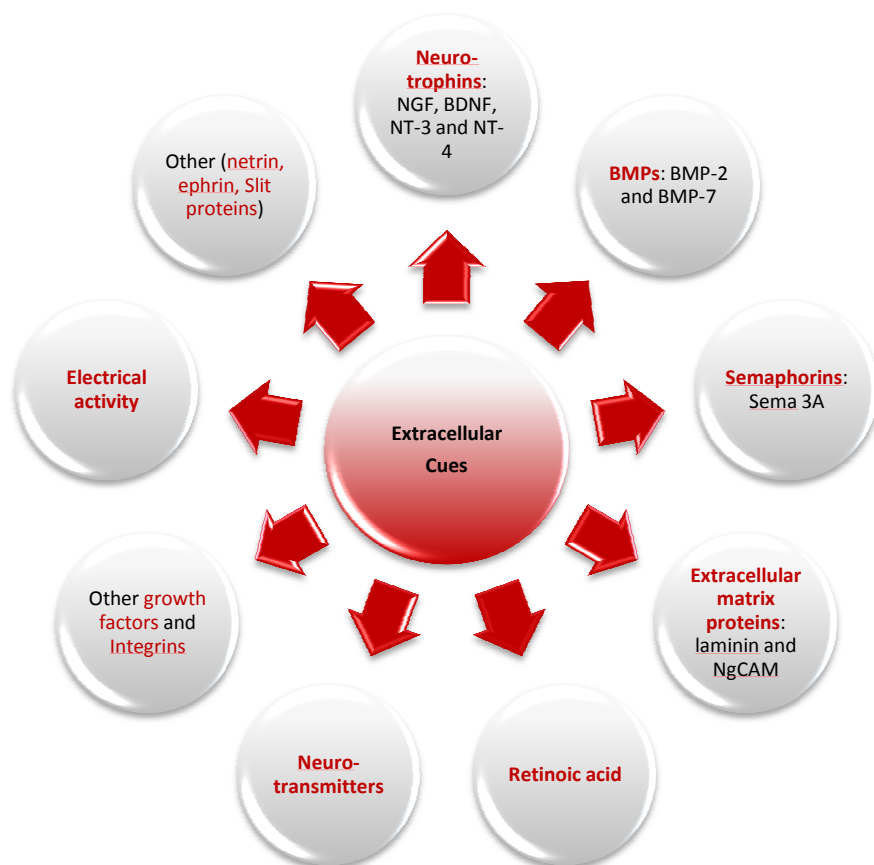 Neuro-
trophins:
NGF, BDNF,
NT-3 and NT-
4
BMPs: BMP-2
and BMP-7
Semaphorins:
Sema 3A
Extracellular
matrix
proteins:
laminin and
NgCAM
Retinoic acid
Neuro-
transmitters
Other growth
factors and
Integrins
Electrical
activity
Other (netrin,
ephrin, Slit
proteins)
Extracellular
Cues